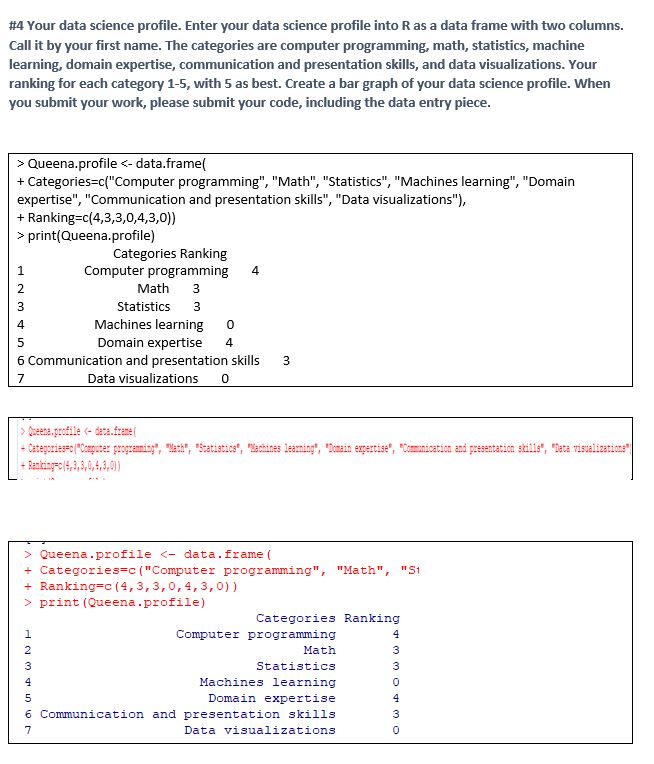 #4 Your data science profile. Enter your data science profile into R as a data frame with two columns.
Call it by your first name. The categories are computer programming, math, statistics, machine
learning, domain expertise, communication and presentation skills, and data visualizations. Your
ranking for each category 1-5, with 5 as best. Create a bar graph of your data science profile. When
you submit your work, please submit your code, including the data entry piece.
> Queena.profile <- data.frame(
+ Categories=c("Computer programming", "Math", "Statistics", "Machines learning", "Domain
expertise", "Communication and presentation skills", "Data visualizations"),
+ Ranking=c(4,3,3,0,4,3,0))
> print(Queena.profile)
Categories Ranking
1 Computer programming 4
2 Math 3
3 Statistics 3
4 Machines learning 0
5 Domain expertise 4
6 Communication and presentation skills 3
7 Data visualizations 0
> Queena.profile <- data.frame(
+ Categories=c("Computer programming", "Math", "Statistics", "Machines learning", "Domain expertise", "Communication and presentation skills", "Data visualizations"
+ Ranking=c(4,3,3,0,4,3,0))
> Queena.profile <- data.frame(
+ Categories=c("Computer programming", "Math", "St
+ Ranking=c(4,3,3,0,4,3,0))
> print(Queena.profile)
Categories Ranking
1 Computer programming 4
2 Math 3
3 Statistics 3
4 Machines learning 0
5 Domain expertise 4
6 Communication and presentation skills 3
7 Data visualizations 0